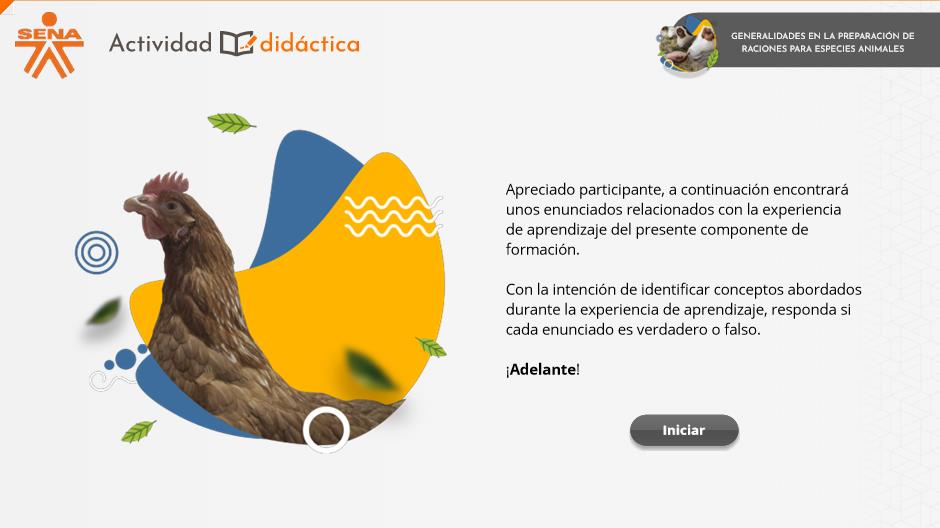 SENA
Actividad didáctica
GENERALIDADES EN LA PREPARACIÓN DE
RACIONES PARA ESPECIES ANIMALES
Apreciado participante, a continuación encontrará
unos enunciados relacionados con la experiencia
de aprendizaje del presente componente de
formación.
Con la intención de identificar conceptos abordados
durante la experiencia de aprendizaje, responda si
cada enunciado es verdadero o falso.
¡Adelante!
Iniciar